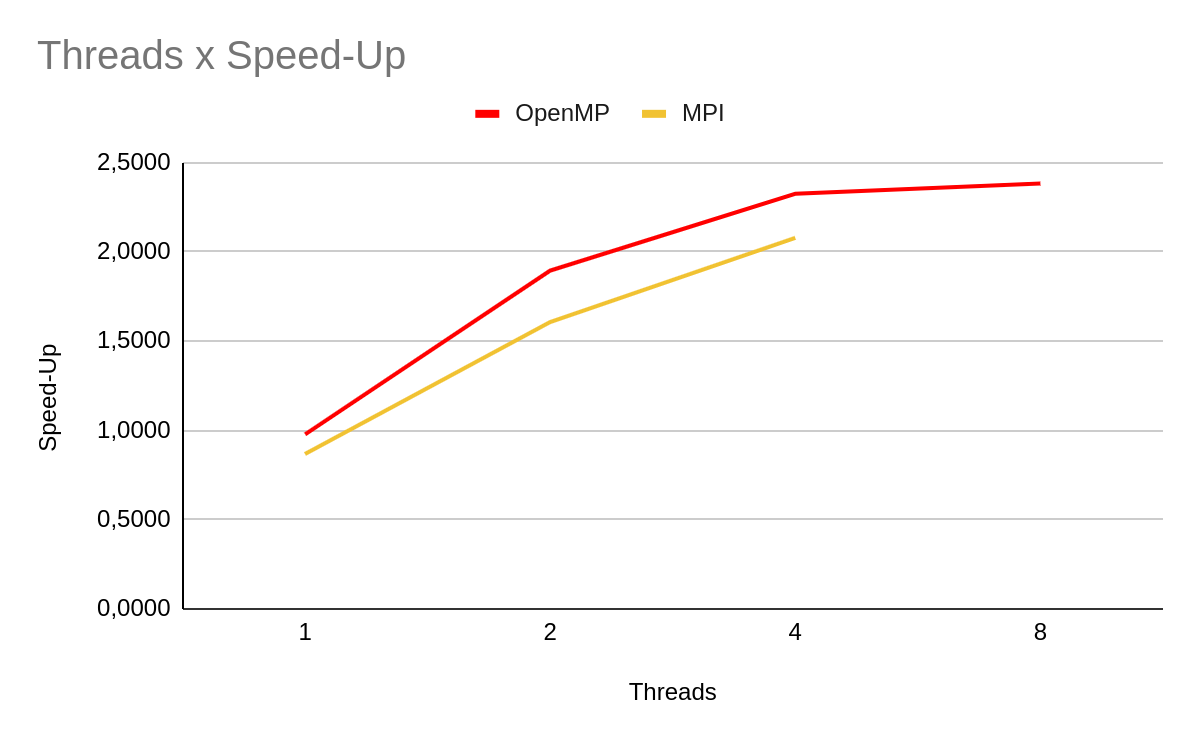 Threads x Speed-Up
OpenMP MPI
2,5000
2,0000
1,5000
1,0000
0,5000
0,0000
Speed-Up
1 2 4 8
Threads